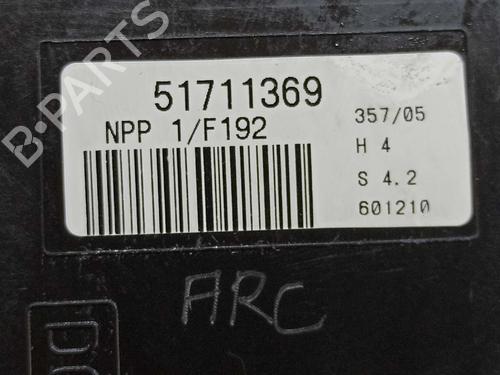 B-PARTS
51711369
NPP 1/F192
357/05
H 4
S 4.2
601210
ARC